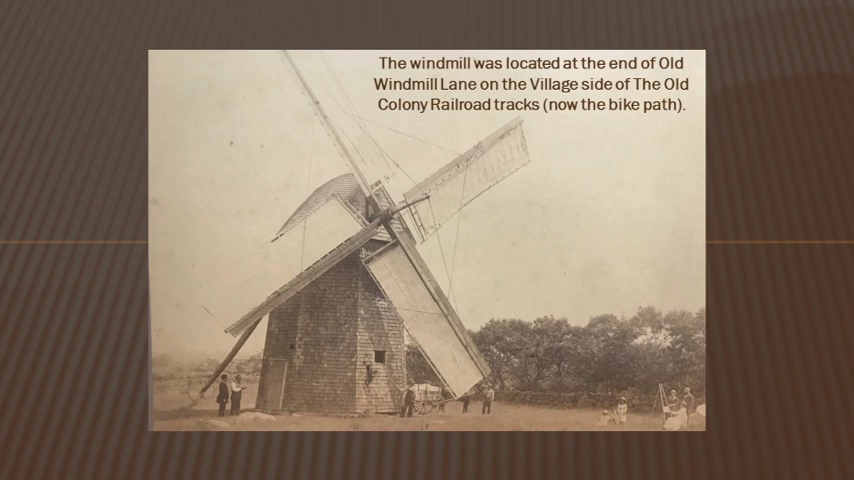 The windmill was located at the end of Old
Windmill Lane on the Village side of The Old
Colony Railroad tracks (now the bike path).